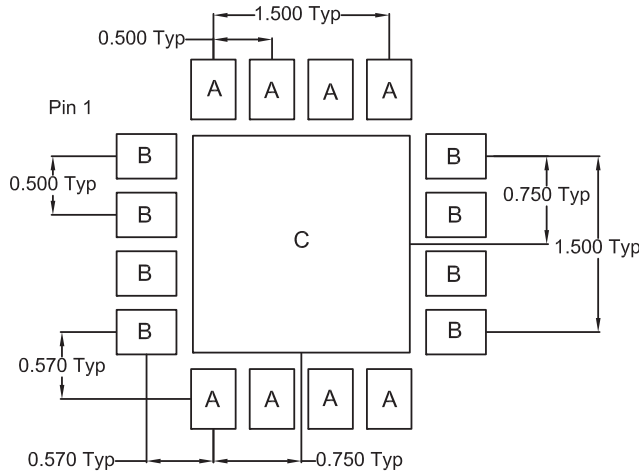 1.500 Typ
0.500 Typ
A A A A
Pin 1
B B
0.500 Typ 0.750 Typ
B B
C
1.500 Typ
B B
B B
0.570 Typ
A A A A
0.570 Typ 0.750 Typ